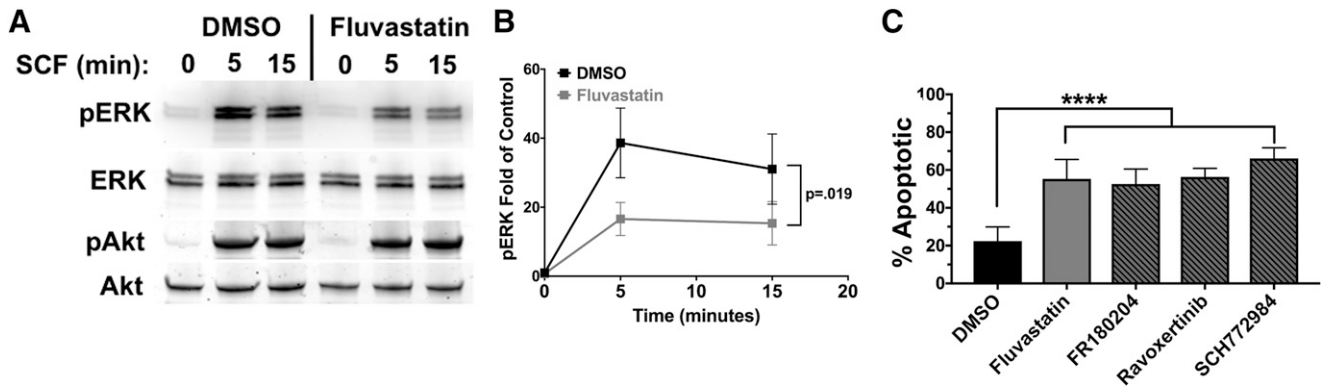 A
DMSO Fluvastatin
SCF (min): 0 5 15 0 5 15
pERK
ERK
pAkt
Akt
B
DMSO
Fluvastatin
pERK Fold of Control
60
40
20
0
p=.019
0 5 10 15 20
Time (minutes)
C
****
% Apoptotic
100
80
60
40
20
0
DMSO
Fluvastatin
FR180204
Ravoxertinib
SCH772984